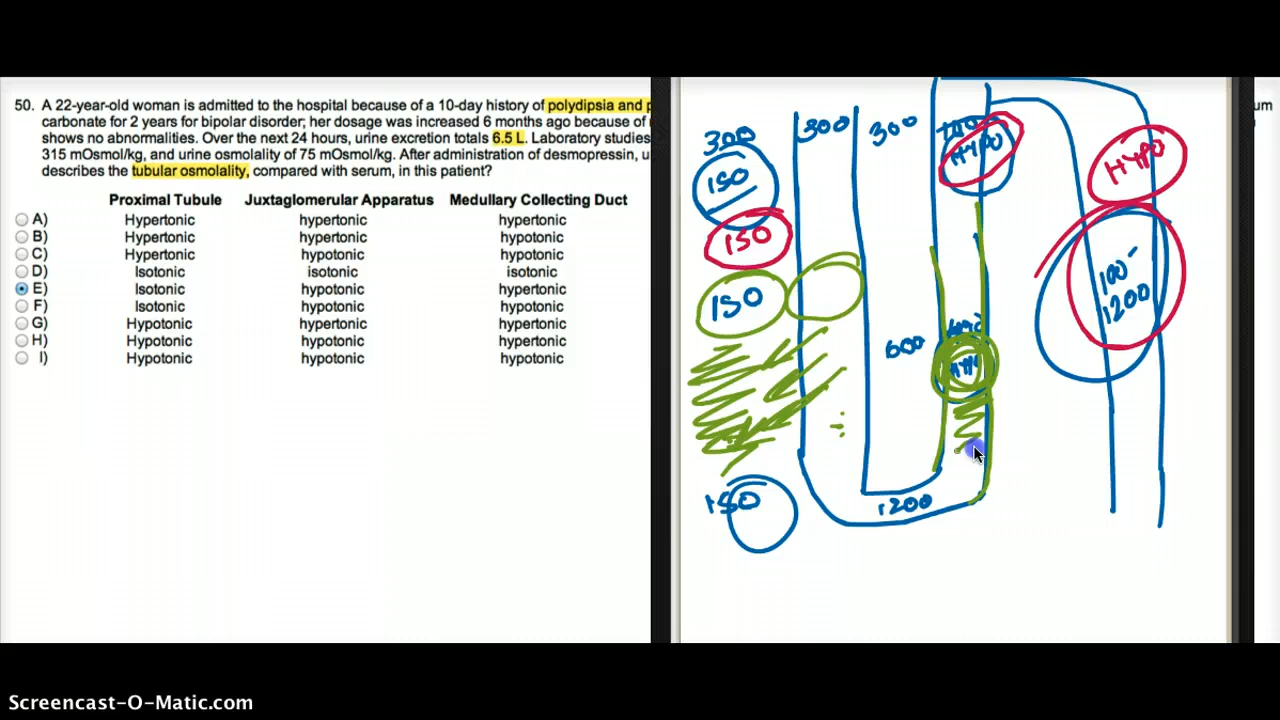 50. A 22-year-old woman is admitted to the hospital because of a 10-day history of polydipsia and p
carbonate for 2 years for bipolar disorder; her dosage was increased 6 months ago because of
shows no abnormalities. Over the next 24 hours, urine excretion totals 6.5 L. Laboratory studies
315 mOsmol/kg, and urine osmolality of 75 mOsmol/kg. After administration of desmopressin, u
describes the tubular osmolality, compared with serum, in this patient?
Proximal Tubule Juxtaglomerular Apparatus Medullary Collecting Duct
A) Hypertonic hypertonic hypertonic
B) Hypertonic hypertonic hypotonic
C) Hypertonic hypotonic hypotonic
D) Isotonic isotonic isotonic
E) Isotonic hypotonic hypertonic
F) Isotonic hypotonic hypotonic
G) Hypotonic hypertonic hypertonic
H) Hypotonic hypotonic hypertonic
I) Hypotonic hypotonic hypotonic
um
300 300 300
HYPO HYPO
ISO
ISO
ISO
100-
1200
600
ISO
1200
Screencast-O-Matic.com